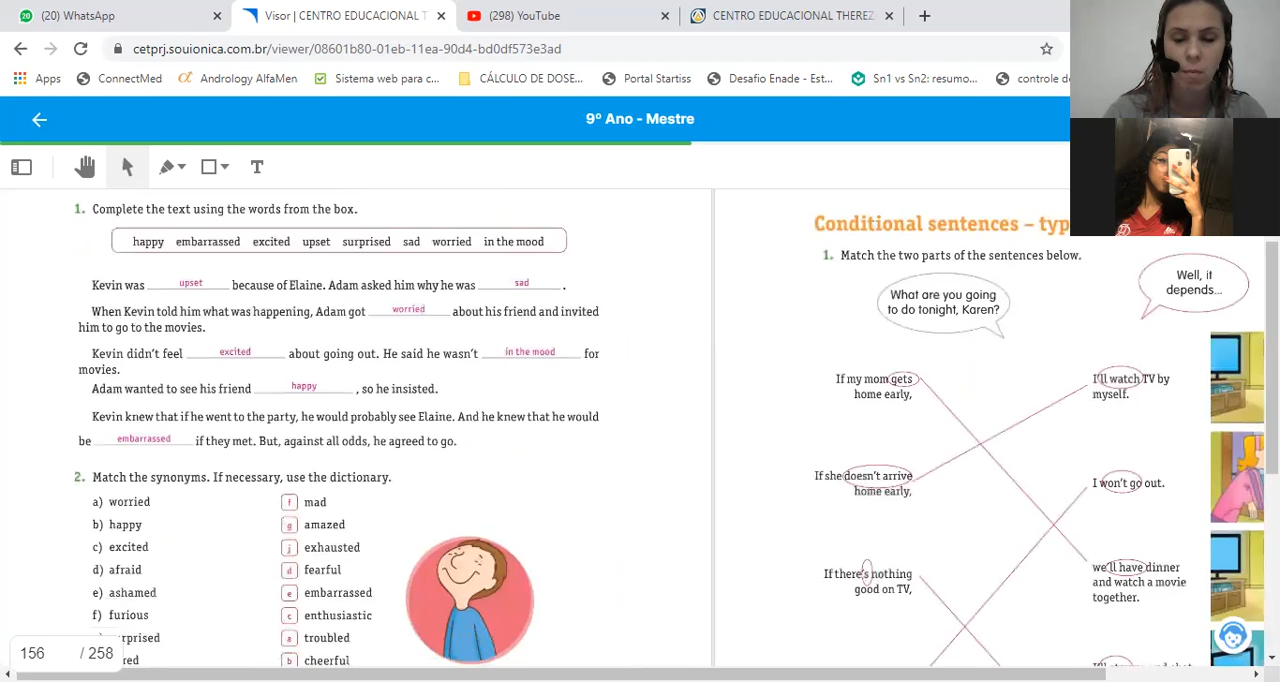 (20) WhatsApp
Visor | CENTRO EDUCACIONAL T
(298) YouTube
CENTRO EDUCACIONAL THEREZ
cetprj.souionica.com.br/viewer/08601b80-01eb-11ea-90d4-bd0df573e3ad
Apps ConnectMed Andrology AlfaMen Sistema web para c... CÁLCULO DE DOSE... Portal Startiss Desafio Enade - Est... Sn1 vs Sn2: resumo... controle d
9º Ano - Mestre
T
1. Complete the text using the words from the box.
happy embarrassed excited upset surprised sad worried in the mood
Kevin was upset because of Elaine. Adam asked him why he was sad .
When Kevin told him what was happening, Adam got worried about his friend and invited
him to go to the movies.
Kevin didn't feel excited about going out. He said he wasn't in the mood for
movies.
Adam wanted to see his friend happy , so he insisted.
Kevin knew that if he went to the party, he would probably see Elaine. And he knew that he would
be embarrassed if they met. But, against all odds, he agreed to go.
2. Match the synonyms. If necessary, use the dictionary.
a) worried f mad
b) happy g amazed
c) excited j exhausted
d) afraid d fearful
e) ashamed e embarrassed
f) furious c enthusiastic
urprised a troubled
red b cheerful
156 / 258
Conditional sentences – typ
1. Match the two parts of the sentences below.
What are you going
to do tonight, Karen?
Well, it
depends...
If my mom gets
home early,
I'll watch TV by
myself.
If she doesn't arrive
home early,
I won't go out.
If there's nothing
good on TV,
we'll have dinner
and watch a movie
together.